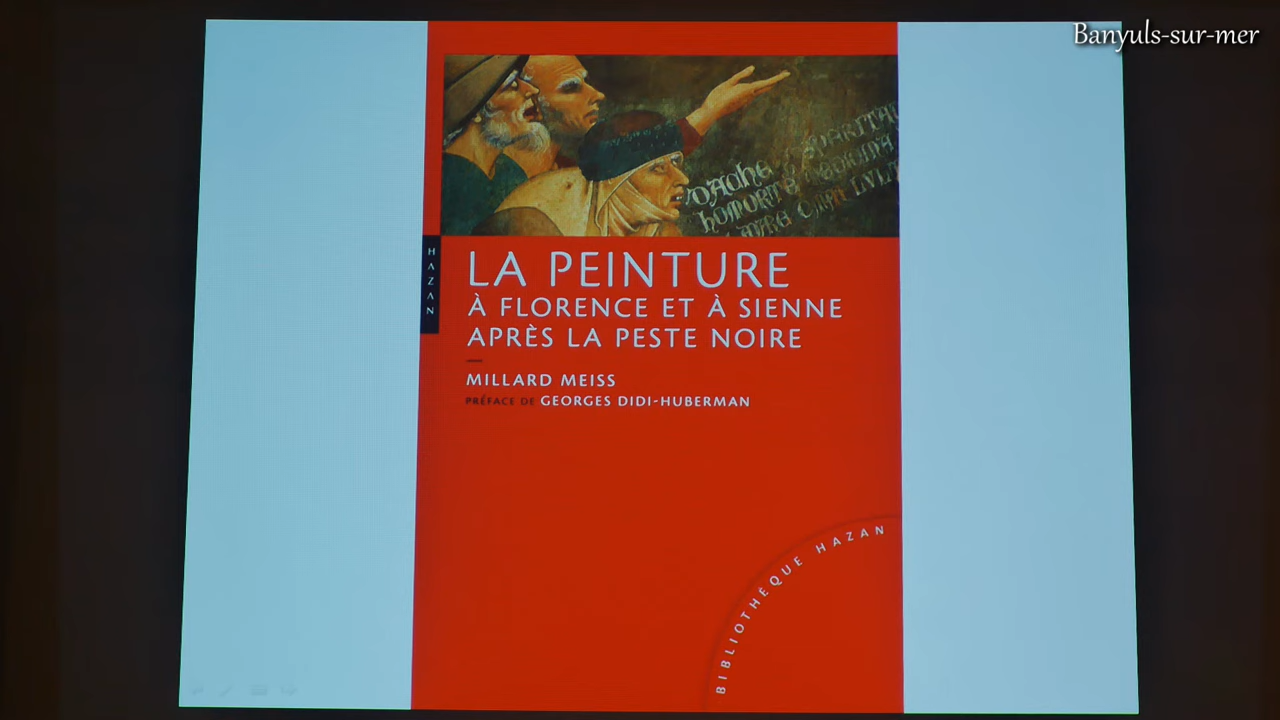 Banyuls-sur-mer
HAZAN
LA PEINTURE
À FLORENCE ET À SIENNE
APRÈS LA PESTE NOIRE
MILLARD MEISS
PRÉFACE DE GEORGES DIDI-HUBERMAN
BIBLIOTHÈQUE HAZAN